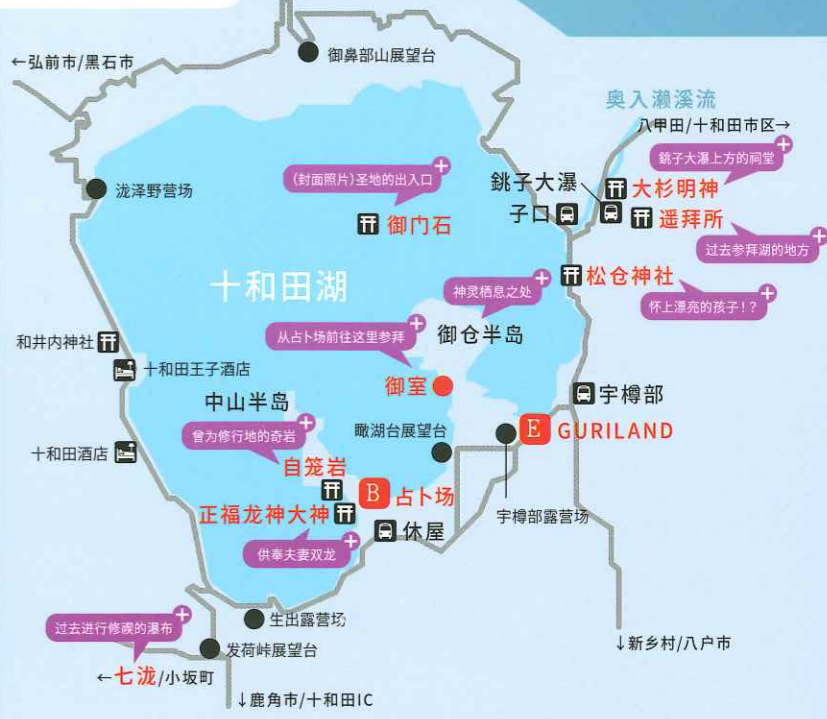 御鼻部山展望台
←弘前市/黑石市
奥入濑溪流
八甲田/十和田市区→
銚子大瀑上方的祠堂
(封面照片)圣地的出入口
銚子大瀑
大杉明神
泷泽野营场
子口
遥拜所
御门石
过去参拜湖的地方
松仓神社
十和田湖
神灵栖息之处
怀上漂亮的孩子!?
从占卜场前往这里参拜
御仓半岛
和井内神社
十和田王子酒店
御室
宇樽部
中山半岛
曾为修行地的奇岩
瞰湖台展望台
E GURILAND
十和田酒店
自笼岩
B 占卜场
正福龙神大神
宇樽部露营场
休屋
供奉夫妻双龙
生出露营场
过去进行修禊的瀑布
↓新乡村/八户市
发荷峠展望台
←七泷/小坂町
↓鹿角市/十和田IC